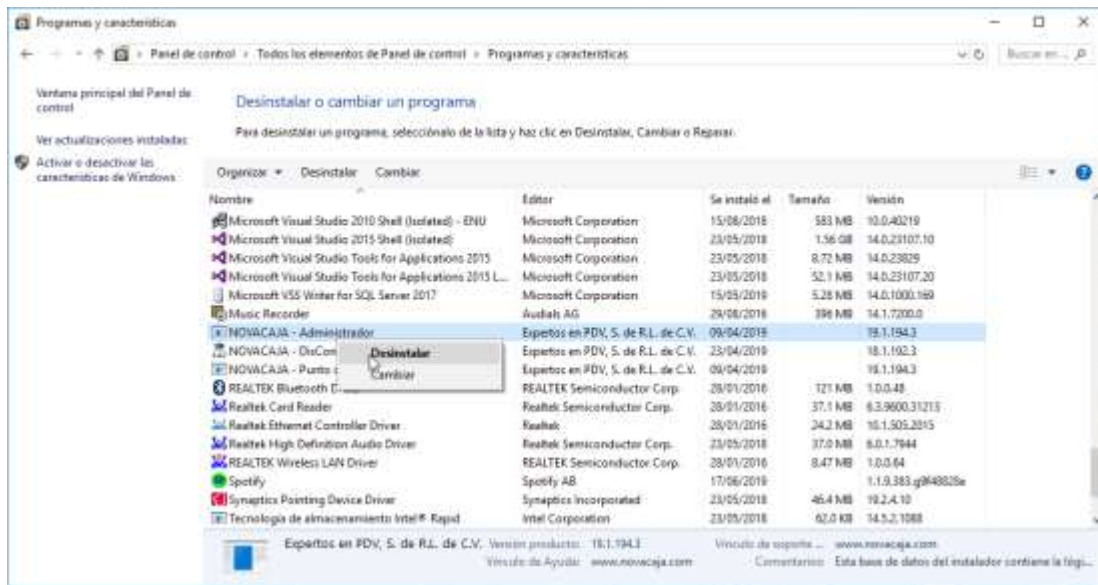 Programas y características
Panel de control › Todos los elementos de Panel de control › Programas y características
Buscar en...
Ventana principal del Panel de control
Ver actualizaciones instaladas
Activar o desactivar las características de Windows
Desinstalar o cambiar un programa
Para desinstalar un programa, selecciónalo de la lista y haz clic en Desinstalar, Cambiar o Reparar.
Organizar Desinstalar Cambiar
Nombre Editor Se instaló el Tamaño Versión
Microsoft Visual Studio 2010 Shell (Isolated) - ENU Microsoft Corporation 15/08/2018 583 MB 10.0.40219
Microsoft Visual Studio 2015 Shell (Isolated) Microsoft Corporation 23/05/2018 1.56 GB 14.0.23107.10
Microsoft Visual Studio Tools for Applications 2015 Microsoft Corporation 23/05/2018 8.72 MB 14.0.23829
Microsoft Visual Studio Tools for Applications 2015 L... Microsoft Corporation 23/05/2018 52.1 MB 14.0.23107.20
Microsoft VSS Writer for SQL Server 2017 Microsoft Corporation 15/05/2019 5.28 MB 14.0.1000.169
Music Recorder Audials AG 29/08/2016 396 MB 14.1.7200.0
NOVACAJA - Administrador Expertos en PDV, S. de R.L. de C.V. 09/04/2019 19.1.194.3
NOVACAJA - DisCon Expertos en PDV, S. de R.L. de C.V. 23/04/2019 18.1.192.3
NOVACAJA - Punto Expertos en PDV, S. de R.L. de C.V. 09/04/2019 19.1.194.3
Desinstalar
Cambiar
REALTEK Bluetooth REALTEK Semiconductor Corp. 28/01/2016 121 MB 1.0.0.48
Realtek Card Reader Realtek Semiconductor Corp. 28/01/2016 37.1 MB 6.3.9600.31213
Realtek Ethernet Controller Driver Realtek 28/01/2016 24.2 MB 10.1.505.2015
Realtek High Definition Audio Driver Realtek Semiconductor Corp. 23/05/2018 37.0 MB 6.0.1.7944
REALTEK Wireless LAN Driver REALTEK Semiconductor Corp. 28/01/2016 8.47 MB 1.0.0.64
Spotify Spotify AB 17/06/2019
Synaptics Pointing Device Driver Synaptics Incorporated 23/05/2018 46.4 MB 19.2.4.10
Tecnología de almacenamiento Intel® Rapid Intel Corporation 23/05/2018 62.0 KB 14.5.2.1088
Expertos en PDV, S. de R.L. de C.V. Versión producto: 19.1.194.3 Vínculo de soporte ... www.novacaja.com
Vínculo de Ayuda: www.novacaja.com Comentarios: Esta base de datos del instalador contiene la lógi...